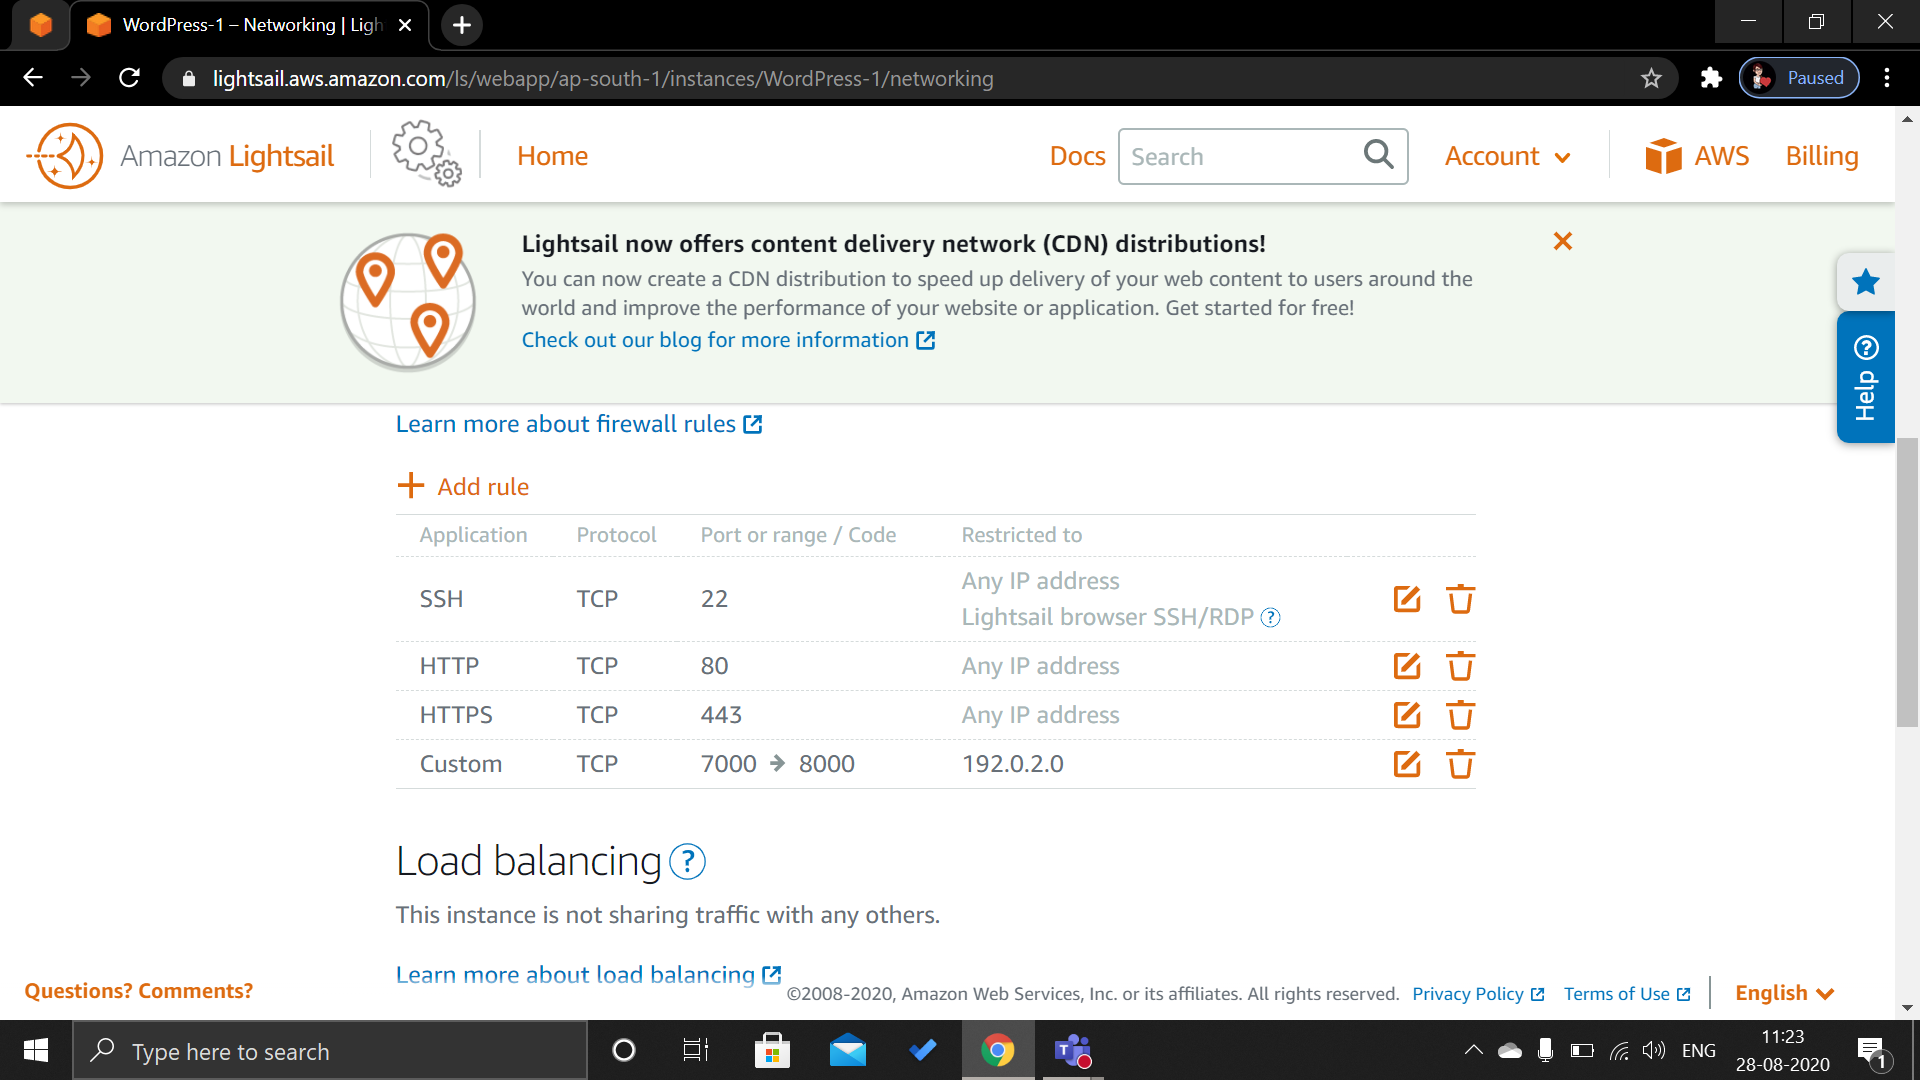 WordPress-1 – Networking | Ligh
lightsail.aws.amazon.com/ls/webapp/ap-south-1/instances/WordPress-1/networking
Paused
Amazon Lightsail
Home
Docs
Search
Account
AWS
Billing
Lightsail now offers content delivery network (CDN) distributions!
You can now create a CDN distribution to speed up delivery of your web content to users around the
world and improve the performance of your website or application. Get started for free!
Check out our blog for more information
Help
Learn more about firewall rules
Add rule
Application Protocol Port or range / Code Restricted to
SSH TCP 22 Any IP address
Lightsail browser SSH/RDP
HTTP TCP 80 Any IP address
HTTPS TCP 443 Any IP address
Custom TCP 7000 → 8000 192.0.2.0
Load balancing
This instance is not sharing traffic with any others.
Learn more about load balancing
Questions? Comments?
©2008-2020, Amazon Web Services, Inc. or its affiliates. All rights reserved. Privacy Policy Terms of Use
English
Type here to search
T
ENG
11:23
28-08-2020
1